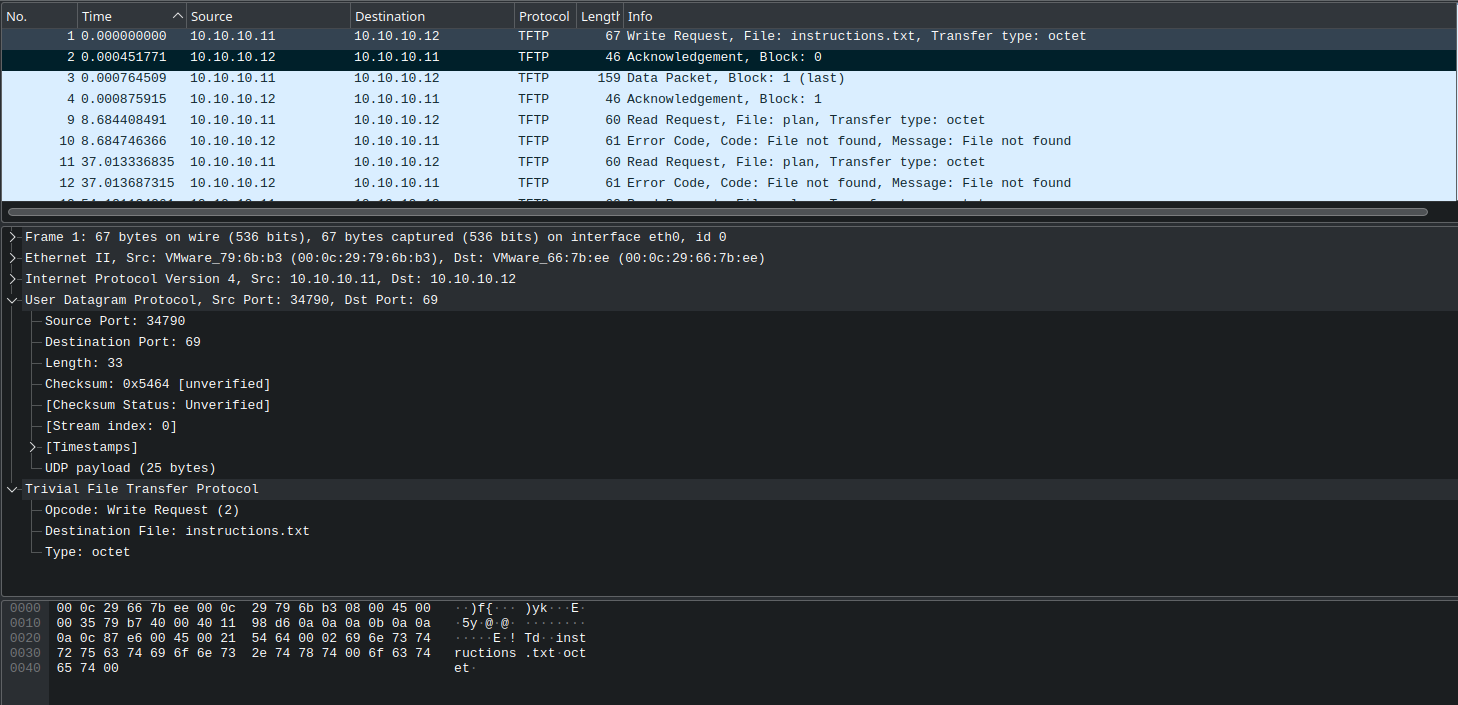 No. Time Source Destination Protocol Length Info
1 0.000000000 10.10.10.11 10.10.10.12 TFTP 67 Write Request, File: instructions.txt, Transfer type: octet
2 0.000451771 10.10.10.12 10.10.10.11 TFTP 46 Acknowledgement, Block: 0
3 0.000764509 10.10.10.11 10.10.10.12 TFTP 159 Data Packet, Block: 1 (last)
4 0.000875915 10.10.10.12 10.10.10.11 TFTP 46 Acknowledgement, Block: 1
9 8.684408491 10.10.10.11 10.10.10.12 TFTP 60 Read Request, File: plan, Transfer type: octet
10 8.684746366 10.10.10.12 10.10.10.11 TFTP 61 Error Code, Code: File not found, Message: File not found
11 37.013336835 10.10.10.11 10.10.10.12 TFTP 60 Read Request, File: plan, Transfer type: octet
12 37.013687315 10.10.10.12 10.10.10.11 TFTP 61 Error Code, Code: File not found, Message: File not found
Frame 1: 67 bytes on wire (536 bits), 67 bytes captured (536 bits) on interface eth0, id 0
Ethernet II, Src: VMware_79:6b:b3 (00:0c:29:79:6b:b3), Dst: VMware_66:7b:ee (00:0c:29:66:7b:ee)
Internet Protocol Version 4, Src: 10.10.10.11, Dst: 10.10.10.12
User Datagram Protocol, Src Port: 34790, Dst Port: 69
Source Port: 34790
Destination Port: 69
Length: 33
Checksum: 0x5464 [unverified]
[Checksum Status: Unverified]
[Stream index: 0]
[Timestamps]
UDP payload (25 bytes)
Trivial File Transfer Protocol
Opcode: Write Request (2)
Destination File: instructions.txt
Type: octet
0000 00 0c 29 66 7b ee 00 0c 29 79 6b b3 08 00 45 00 ··)f{··· )yk···E·
0010 00 35 79 b7 40 00 40 11 98 d6 0a 0a 0a 0b 0a 0a ·5y·@·@· ········
0020 0a 0c 87 e6 00 45 00 21 54 64 00 02 69 6e 73 74 ·····E·! Td··inst
0030 72 75 63 74 69 6f 6e 73 2e 74 78 74 00 6f 63 74 ructions .txt·oct
0040 65 74 00 et·